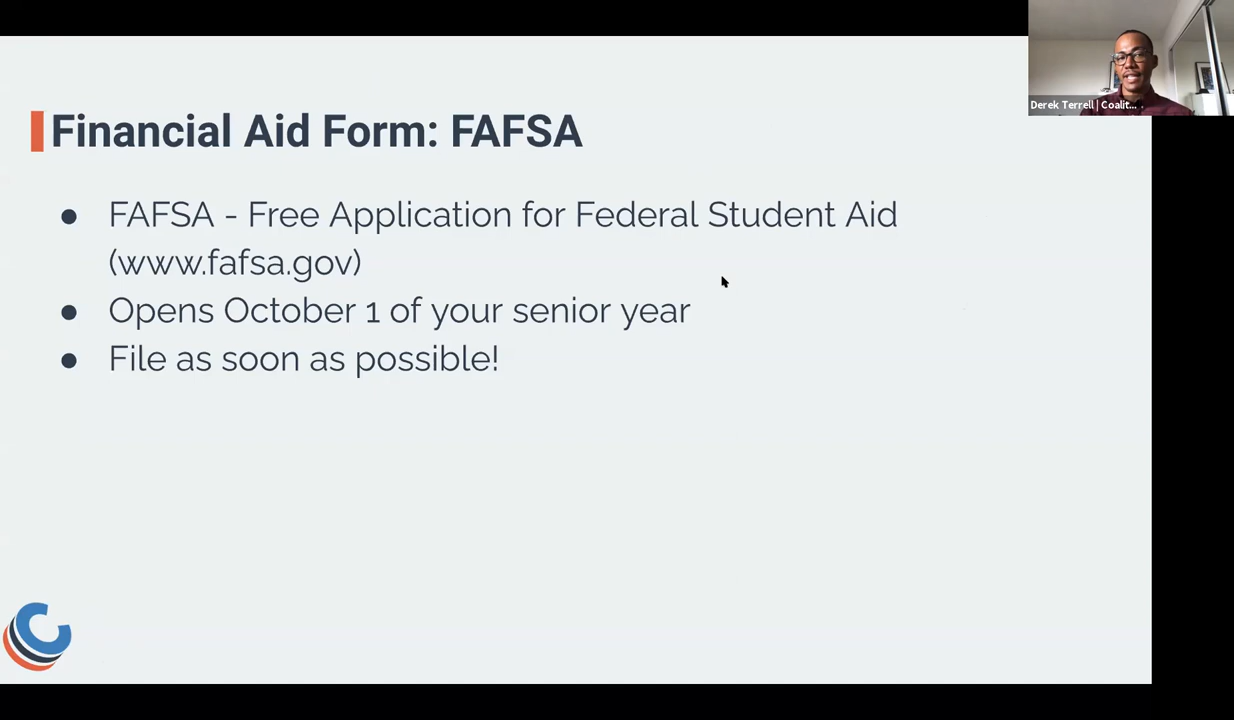 Derek Terrell | Coalit...
Financial Aid Form: FAFSA
● FAFSA - Free Application for Federal Student Aid
(www.fafsa.gov)
● Opens October 1 of your senior year
● File as soon as possible!